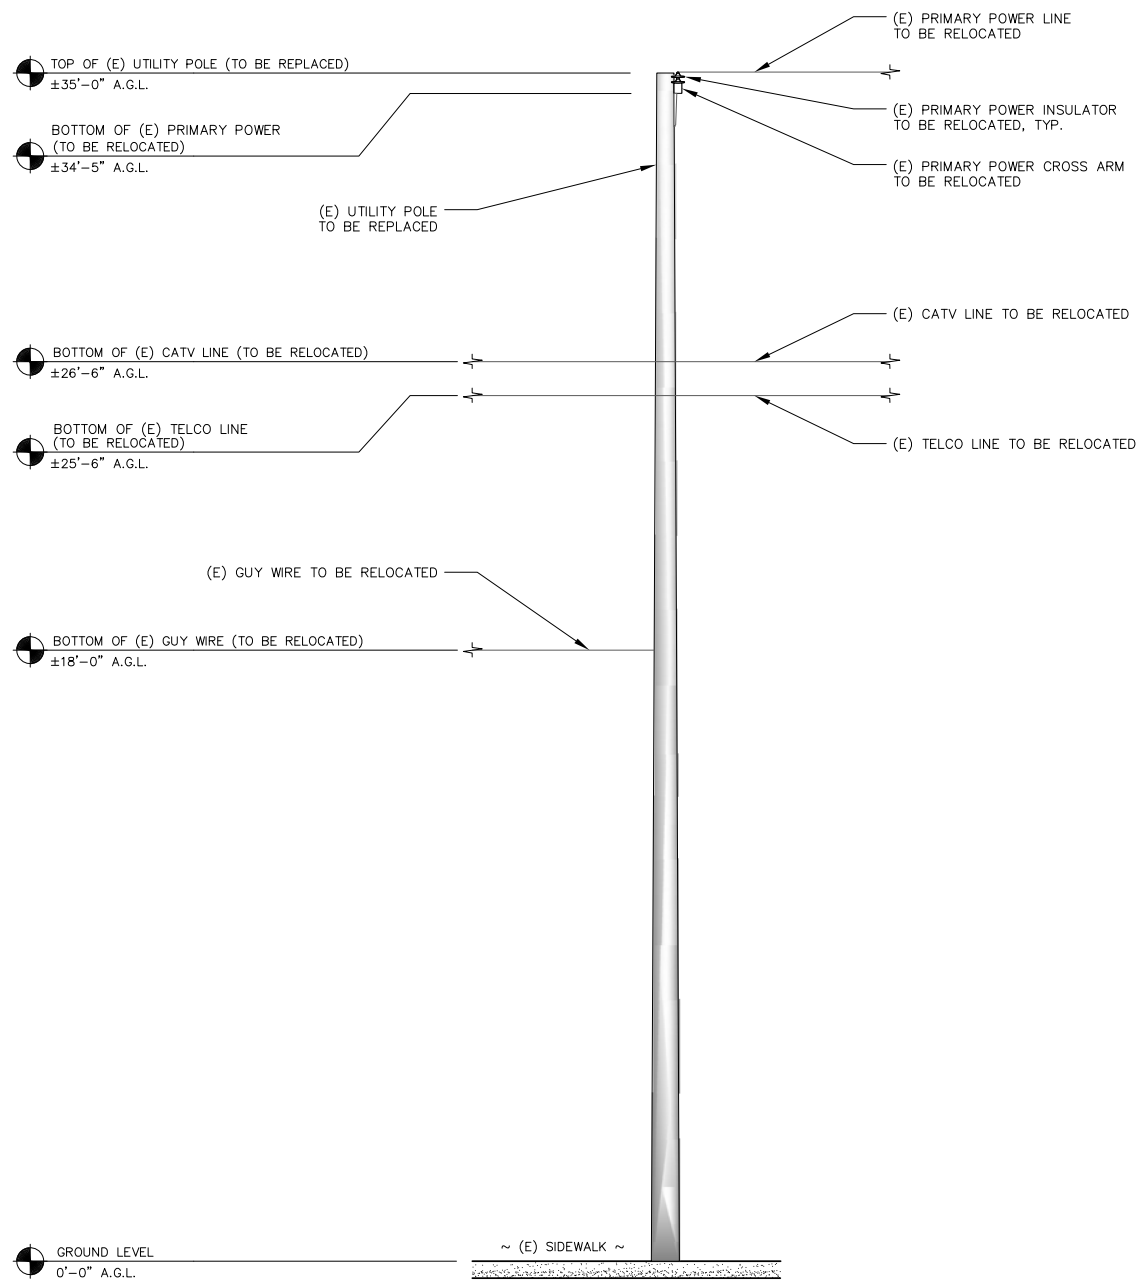 (E) PRIMARY POWER LINE
TO BE RELOCATED
TOP OF (E) UTILITY POLE (TO BE REPLACED)
±35'-0" A.G.L.
(E) PRIMARY POWER INSULATOR
TO BE RELOCATED, TYP.
BOTTOM OF (E) PRIMARY POWER
(TO BE RELOCATED)
±34'-5" A.G.L.
(E) PRIMARY POWER CROSS ARM
TO BE RELOCATED
(E) UTILITY POLE
TO BE REPLACED
(E) CATV LINE TO BE RELOCATED
BOTTOM OF (E) CATV LINE (TO BE RELOCATED)
±26'-6" A.G.L.
BOTTOM OF (E) TELCO LINE
(TO BE RELOCATED)
±25'-6" A.G.L.
(E) TELCO LINE TO BE RELOCATED
(E) GUY WIRE TO BE RELOCATED
BOTTOM OF (E) GUY WIRE (TO BE RELOCATED)
±18'-0" A.G.L.
~ (E) SIDEWALK ~
GROUND LEVEL
0'-0" A.G.L.